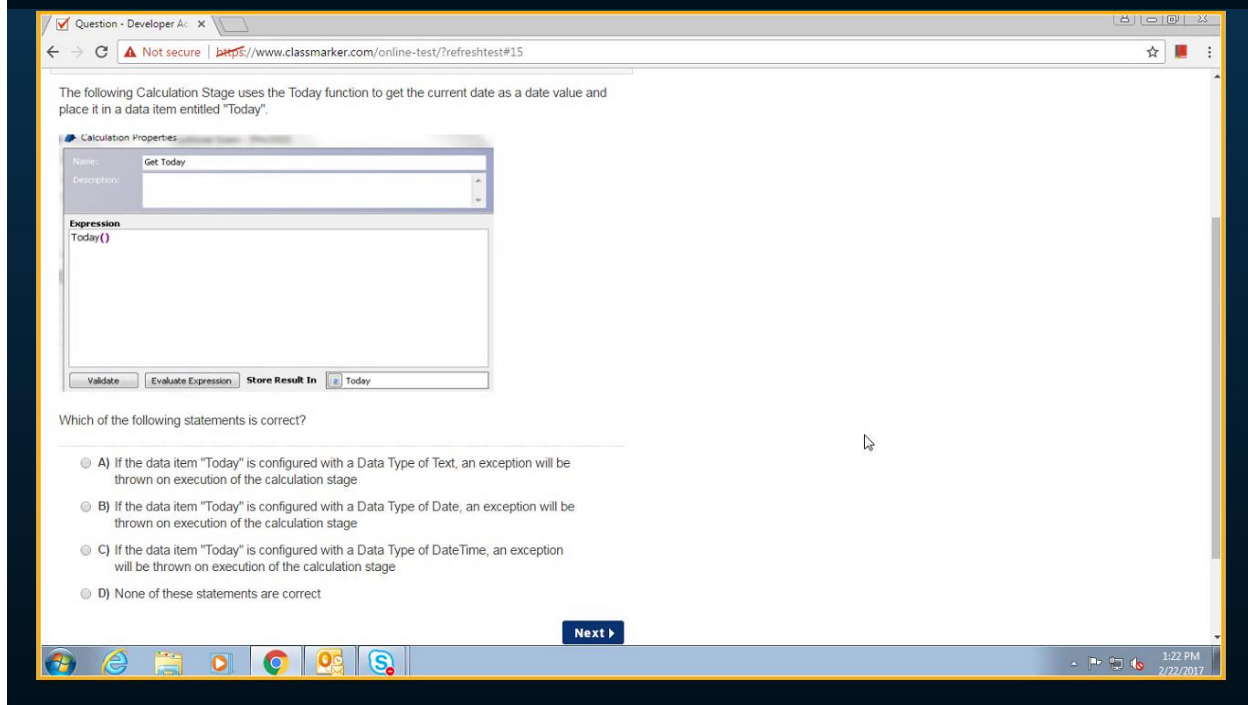 Question - Developer Ac
Not secure | https://www.classmarker.com/online-test/?refreshtest#15
The following Calculation Stage uses the Today function to get the current date as a date value and
place it in a data item entitled "Today".
Calculation Properties
Name: Get Today
Description:
Expression
Today()
Validate Evaluate Expression Store Result In Today
Which of the following statements is correct?
A) If the data item "Today" is configured with a Data Type of Text, an exception will be
thrown on execution of the calculation stage
B) If the data item "Today" is configured with a Data Type of Date, an exception will be
thrown on execution of the calculation stage
C) If the data item "Today" is configured with a Data Type of DateTime, an exception
will be thrown on execution of the calculation stage
D) None of these statements are correct
Next
1:22 PM
2/22/2017